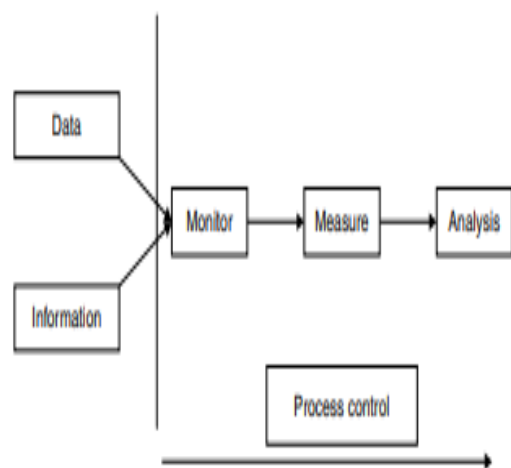 Data
Monitor
Measure
Analysis
Information
Process control